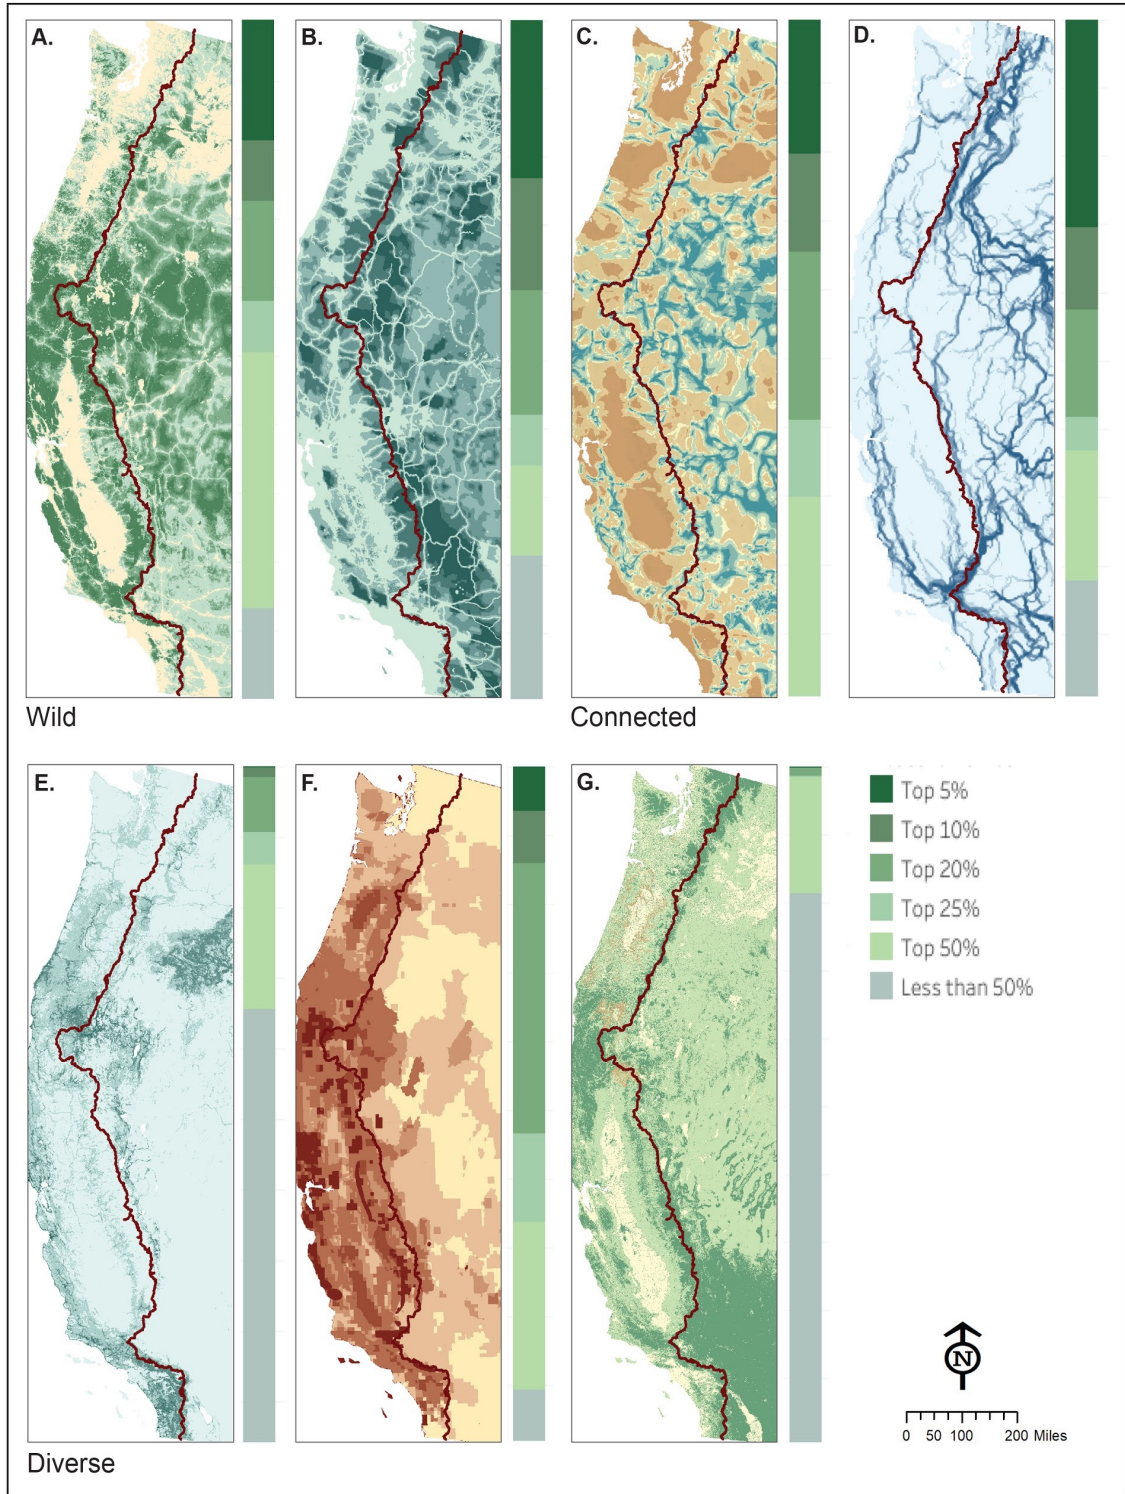 A.
B.
C.
D.
Wild
Connected
E.
F.
G.
Top 5%
Top 10%
Top 20%
Top 25%
Top 50%
Less than 50%
N
0 50 100 200 Miles
Diverse